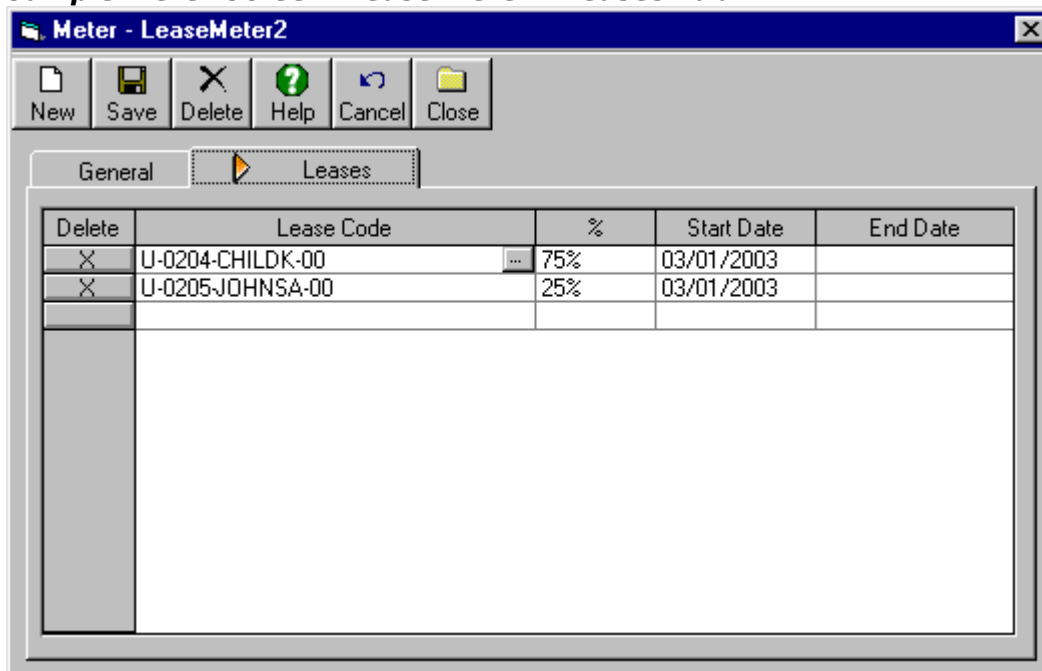 Meter - LeaseMeter2
New Save Delete Help Cancel Close
General Leases
Delete Lease Code % Start Date End Date
X U-0204-CHILDK-00 ... 75% 03/01/2003
X U-0205-JOHNSA-00 25% 03/01/2003